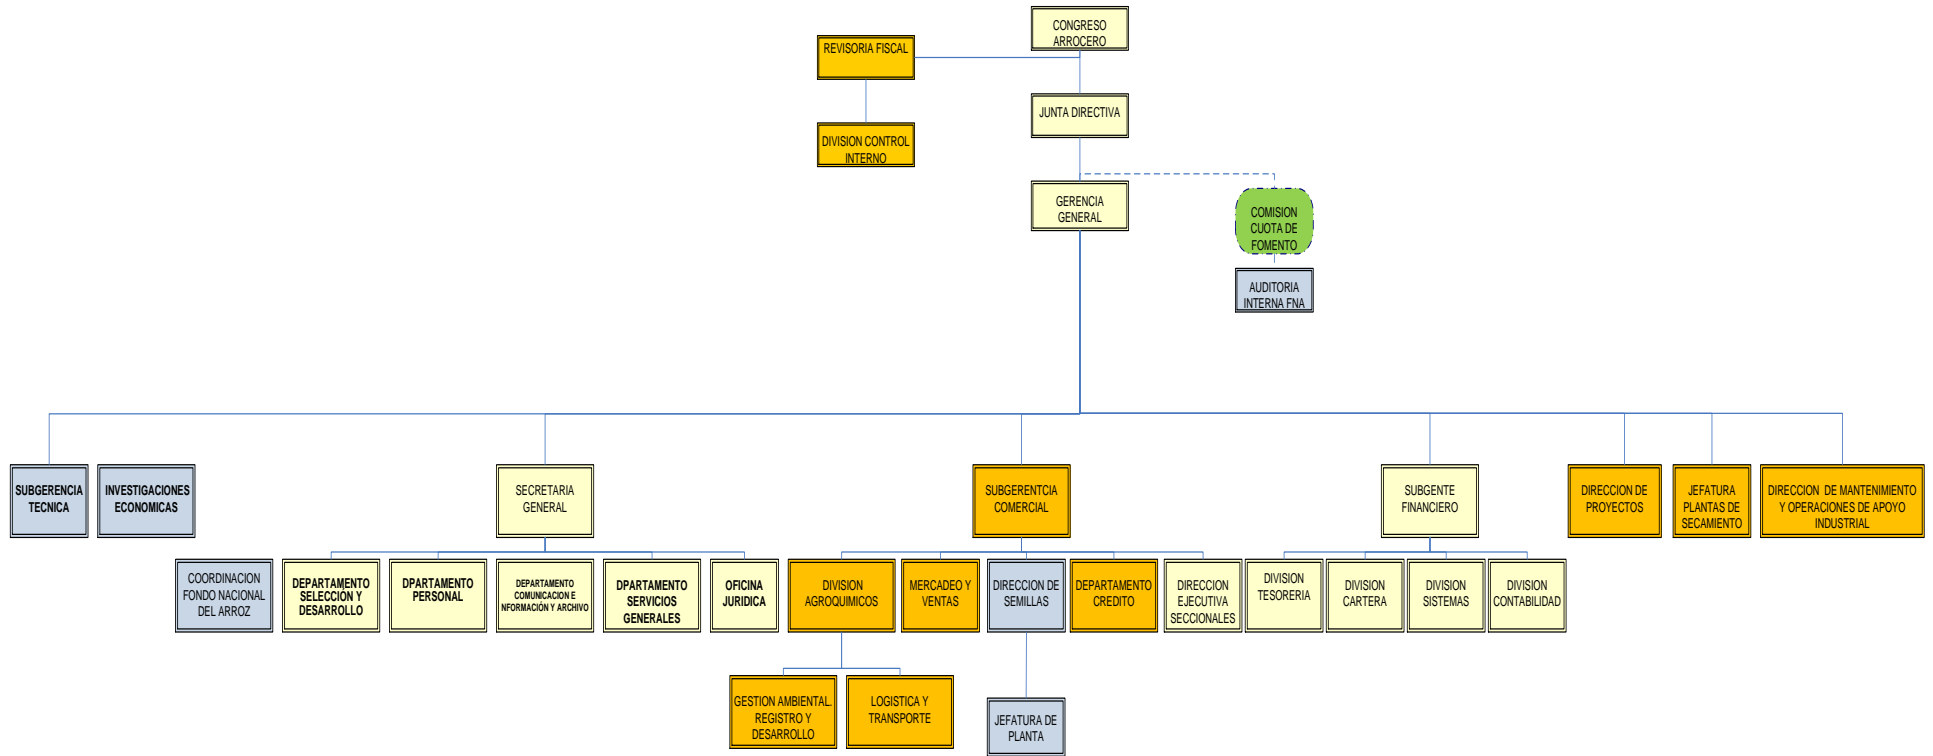 CONGRESO
ARROCERO
REVISORIA FISCAL
JUNTA DIRECTIVA
DIVISION CONTROL
INTERNO
GERENCIA
GENERAL
COMISION
CUOTA DE
FOMENTO
AUDITORIA
INTERNA FNA
SUBGERENCIA
TECNICA
INVESTIGACIONES
ECONOMICAS
SECRETARIA
GENERAL
SUBGERENTCIA
COMERCIAL
SUBGENTE
FINANCIERO
DIRECCION DE
PROYECTOS
JEFATURA
PLANTAS DE
SECAMIENTO
DIRECCION DE MANTENIMIENTO
Y OPERACIONES DE APOYO
INDUSTRIAL
COORDINACION
FONDO NACIONAL
DEL ARROZ
DEPARTAMENTO
SELECCIÓN Y
DESARROLLO
DPARTAMENTO
PERSONAL
DEPARTAMENTO
COMUNICACION E
NFORMACIÓN Y ARCHIVO
DPARTAMENTO
SERVICIOS
GENERALES
OFICINA
JURIDICA
DIVISION
AGROQUIMICOS
MERCADEO Y
VENTAS
DIRECCION DE
SEMILLAS
DEPARTAMENTO
CREDITO
DIRECCION
EJECUTIVA
SECCIONALES
DIVISION
TESORERIA
DIVISION
CARTERA
DIVISION
SISTEMAS
DIVISION
CONTABILIDAD
GESTION AMBIENTAL.
REGISTRO Y
DESARROLLO
LOGISTICA Y
TRANSPORTE
JEFATURA DE
PLANTA